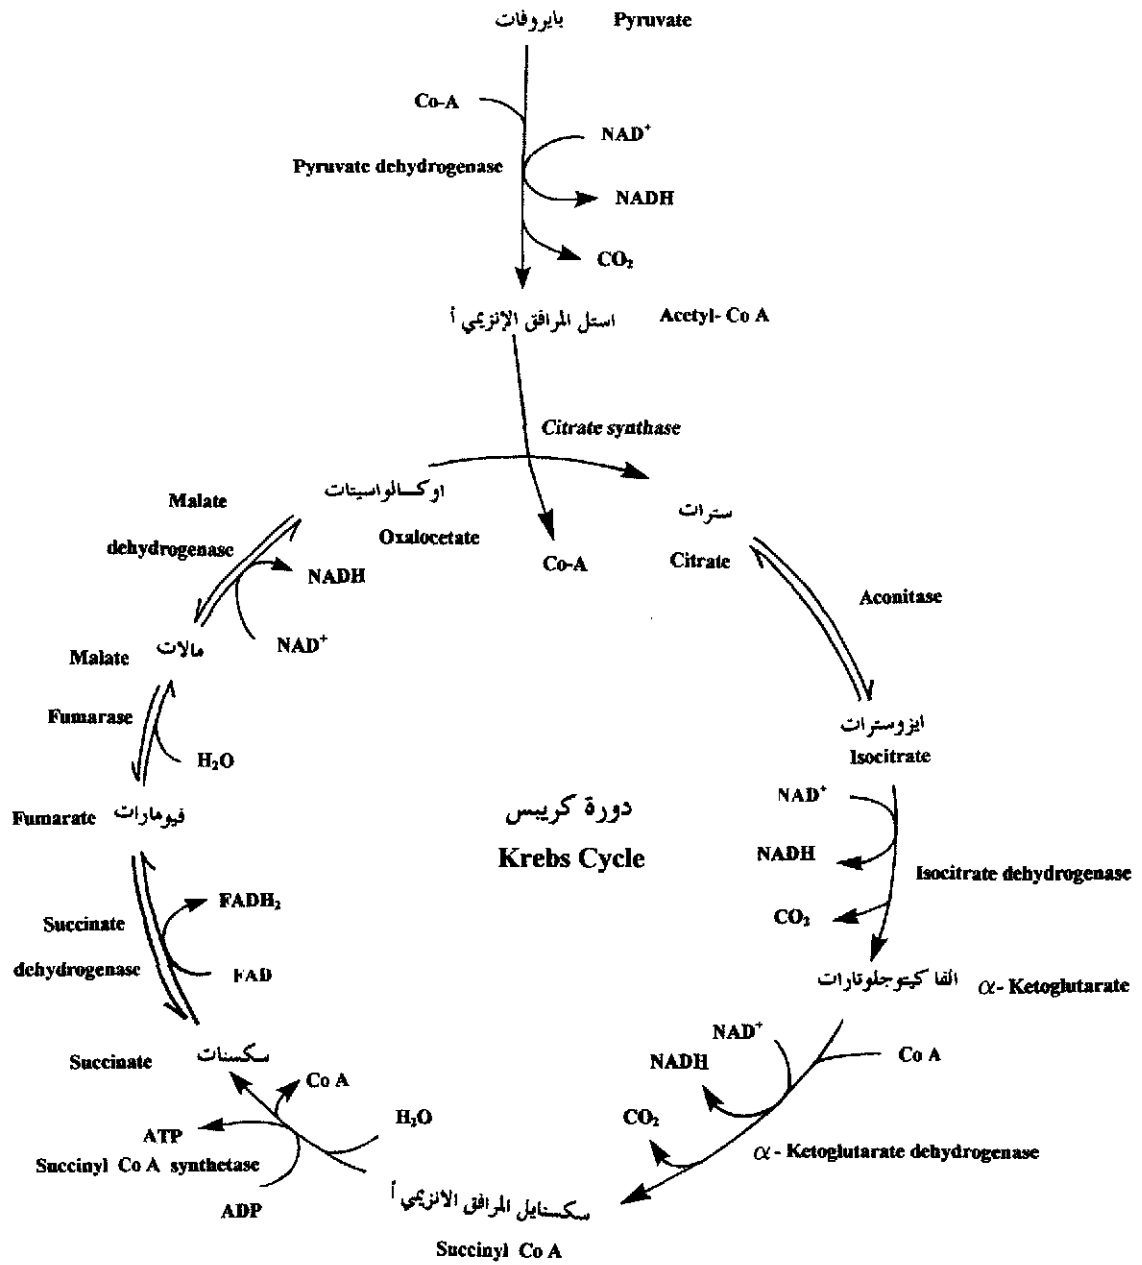 بايروفات Pyruvate
Co-A
NAD⁺
Pyruvate dehydrogenase
NADH
CO₂
استل المرافق الإنزيمي أ Acetyl- Co A
Citrate synthase
اوكسالواسيتات
Oxalocetate
Co-A
سترات
Citrate
Aconitase
ايزوسترات
Isocitrate
NAD⁺
NADH
Isocitrate dehydrogenase
CO₂
الفا كيتوجلوتارات α- Ketoglutarate
NAD⁺
NADH
Co A
CO₂
α- Ketoglutarate dehydrogenase
سكسنايل المرافق الانزيمي أ
Succinyl Co A
H₂O
Co A
ATP
Succinyl Co A synthetase
ADP
Succinate سكسنات
FADH₂
Succinate
dehydrogenase
FAD
Fumarate فيومارات
Fumarase
H₂O
Malate مالات
Malate
dehydrogenase
NADH
NAD⁺
دورة كريبس
Krebs Cycle